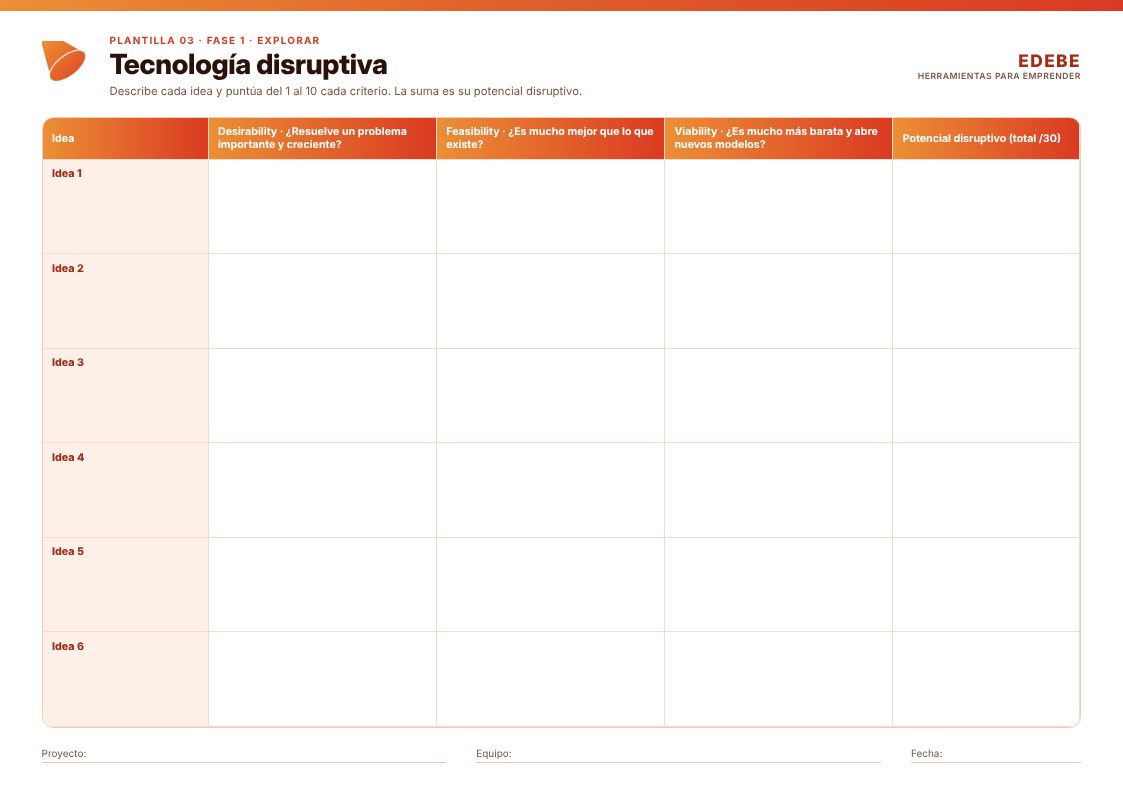 PLANTILLA 03 · FASE 1 · EXPLORAR
Tecnología disruptiva
Describe cada idea y puntúa del 1 al 10 cada criterio. La suma es su potencial disruptivo.
EDEBE
HERRAMIENTAS PARA EMPRENDER
Idea
Desirability · ¿Resuelve un problema
importante y creciente?
Feasibility · ¿Es mucho mejor que lo que
existe?
Viability · ¿Es mucho más barata y abre
nuevos modelos?
Potencial disruptivo (total /30)
Idea 1
Idea 2
Idea 3
Idea 4
Idea 5
Idea 6
Proyecto:
Equipo:
Fecha: